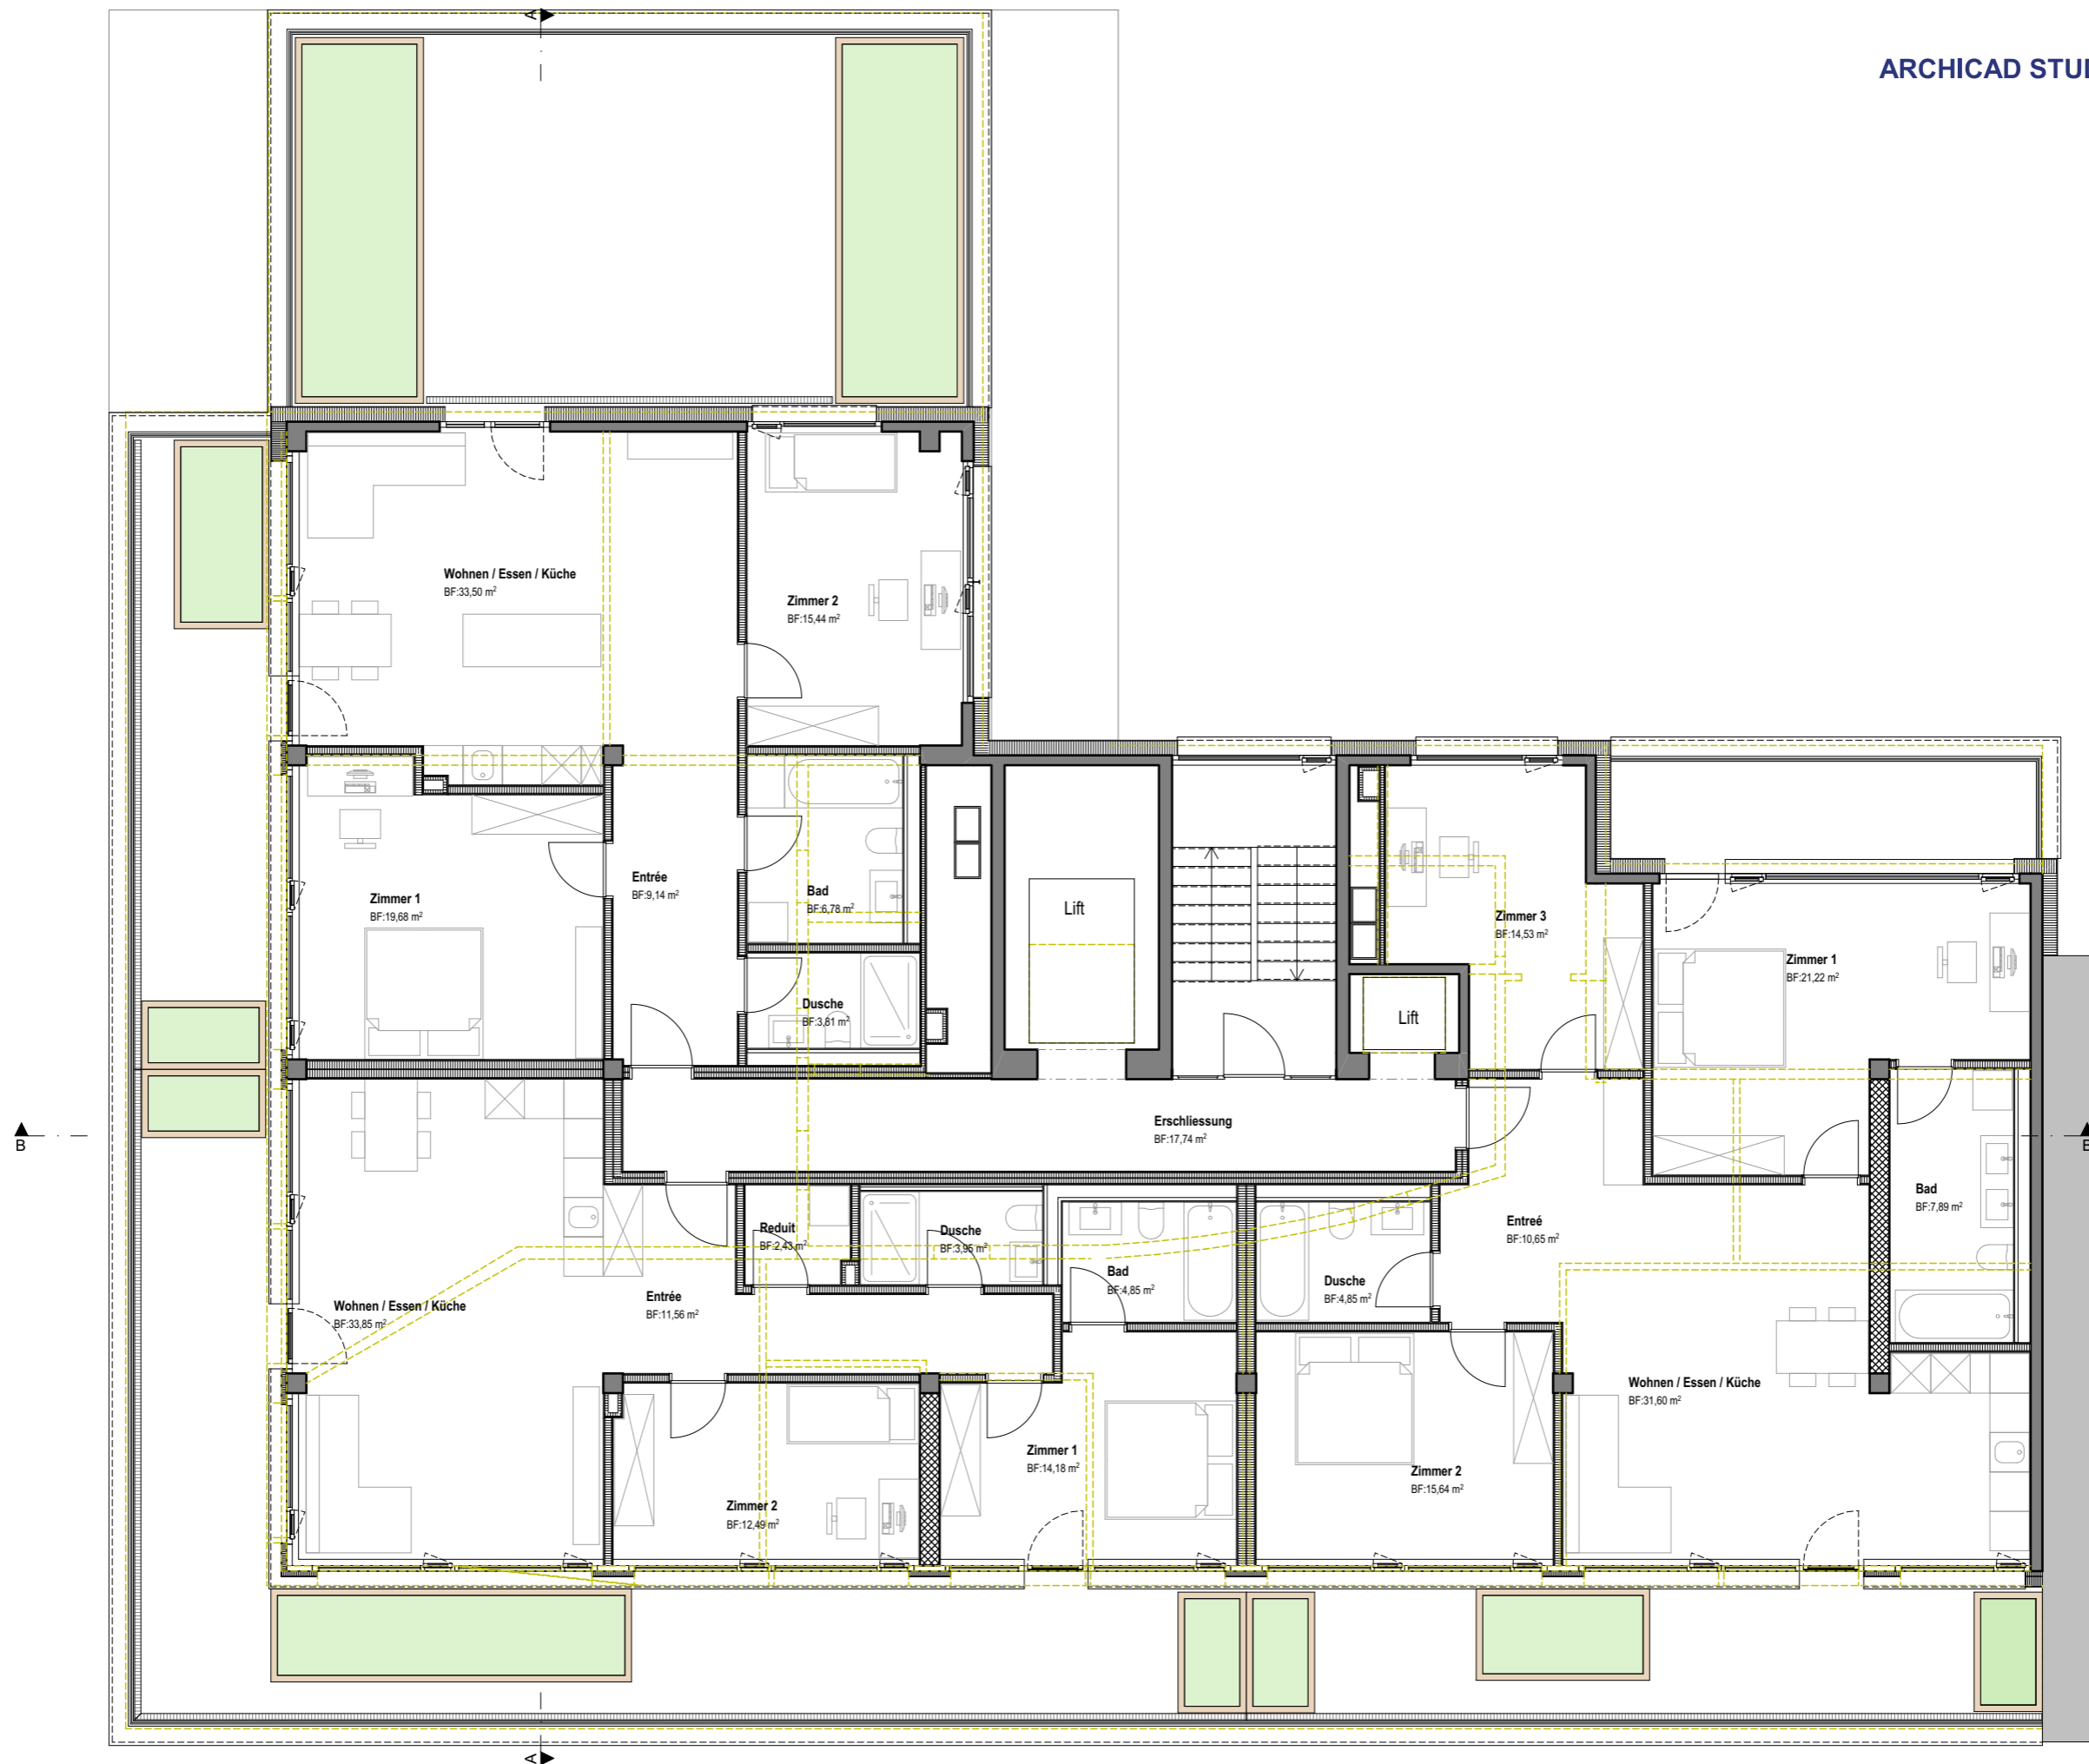 A
ARCHICAD STU
Wohnen / Essen / Küche
BF:33,50 m²
Zimmer 2
BF:15,44 m²
Zimmer 1
BF:19,68 m²
Entrée
BF:9,14 m²
Bad
BF:6,78 m²
Lift
Zimmer 3
BF:14,53 m²
Zimmer 1
BF:21,22 m²
Dusche
BF:3,81 m²
Lift
Erschliessung
BF:17,74 m²
B
B
Bad
BF:7,89 m²
Reduit
BF:2,43 m²
Dusche
BF:3,95 m²
Entreé
BF:10,65 m²
Bad
BF:4,85 m²
Dusche
BF:4,85 m²
Wohnen / Essen / Küche
BF:33,85 m²
Entrée
BF:11,56 m²
Wohnen / Essen / Küche
BF:31,60 m²
Zimmer 1
BF:14,18 m²
Zimmer 2
BF:15,64 m²
Zimmer 2
BF:12,49 m²
A